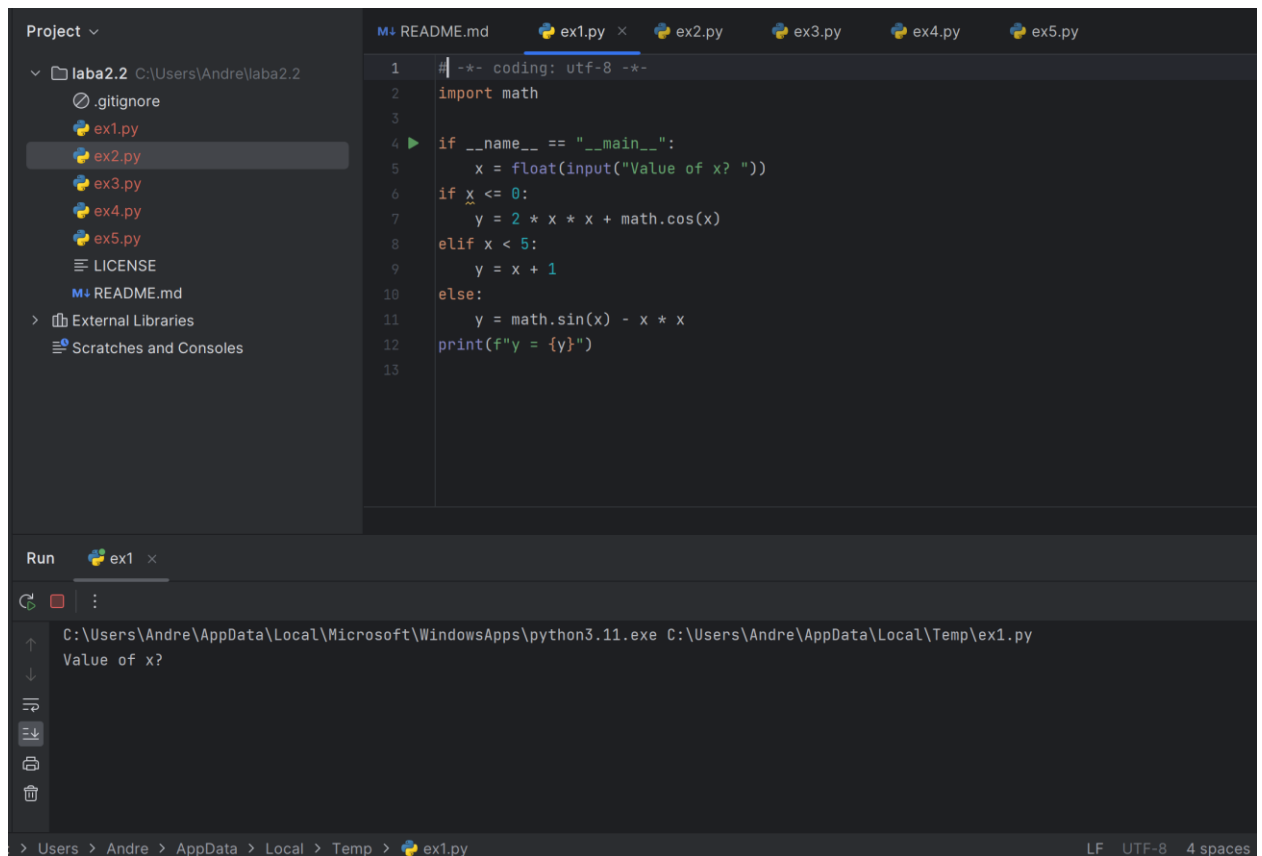 Project
laba2.2 C:\Users\Andre\laba2.2
.gitignore
ex1.py
ex2.py
ex3.py
ex4.py
ex5.py
LICENSE
M↓ README.md
External Libraries
Scratches and Consoles
M↓ README.md ex1.py × ex2.py ex3.py ex4.py ex5.py
1 # -*- coding: utf-8 -*-
2 import math
3
4 if __name__ == "__main__":
5     x = float(input("Value of x? "))
6 if x <= 0:
7     y = 2 * x * x + math.cos(x)
8 elif x < 5:
9     y = x + 1
10 else:
11     y = math.sin(x) - x * x
12 print(f"y = {y}")
13
Run ex1 ×
C:\Users\Andre\AppData\Local\Microsoft\WindowsApps\python3.11.exe C:\Users\Andre\AppData\Local\Temp\ex1.py
Value of x?
> Users > Andre > AppData > Local > Temp > ex1.py LF UTF-8 4 spaces